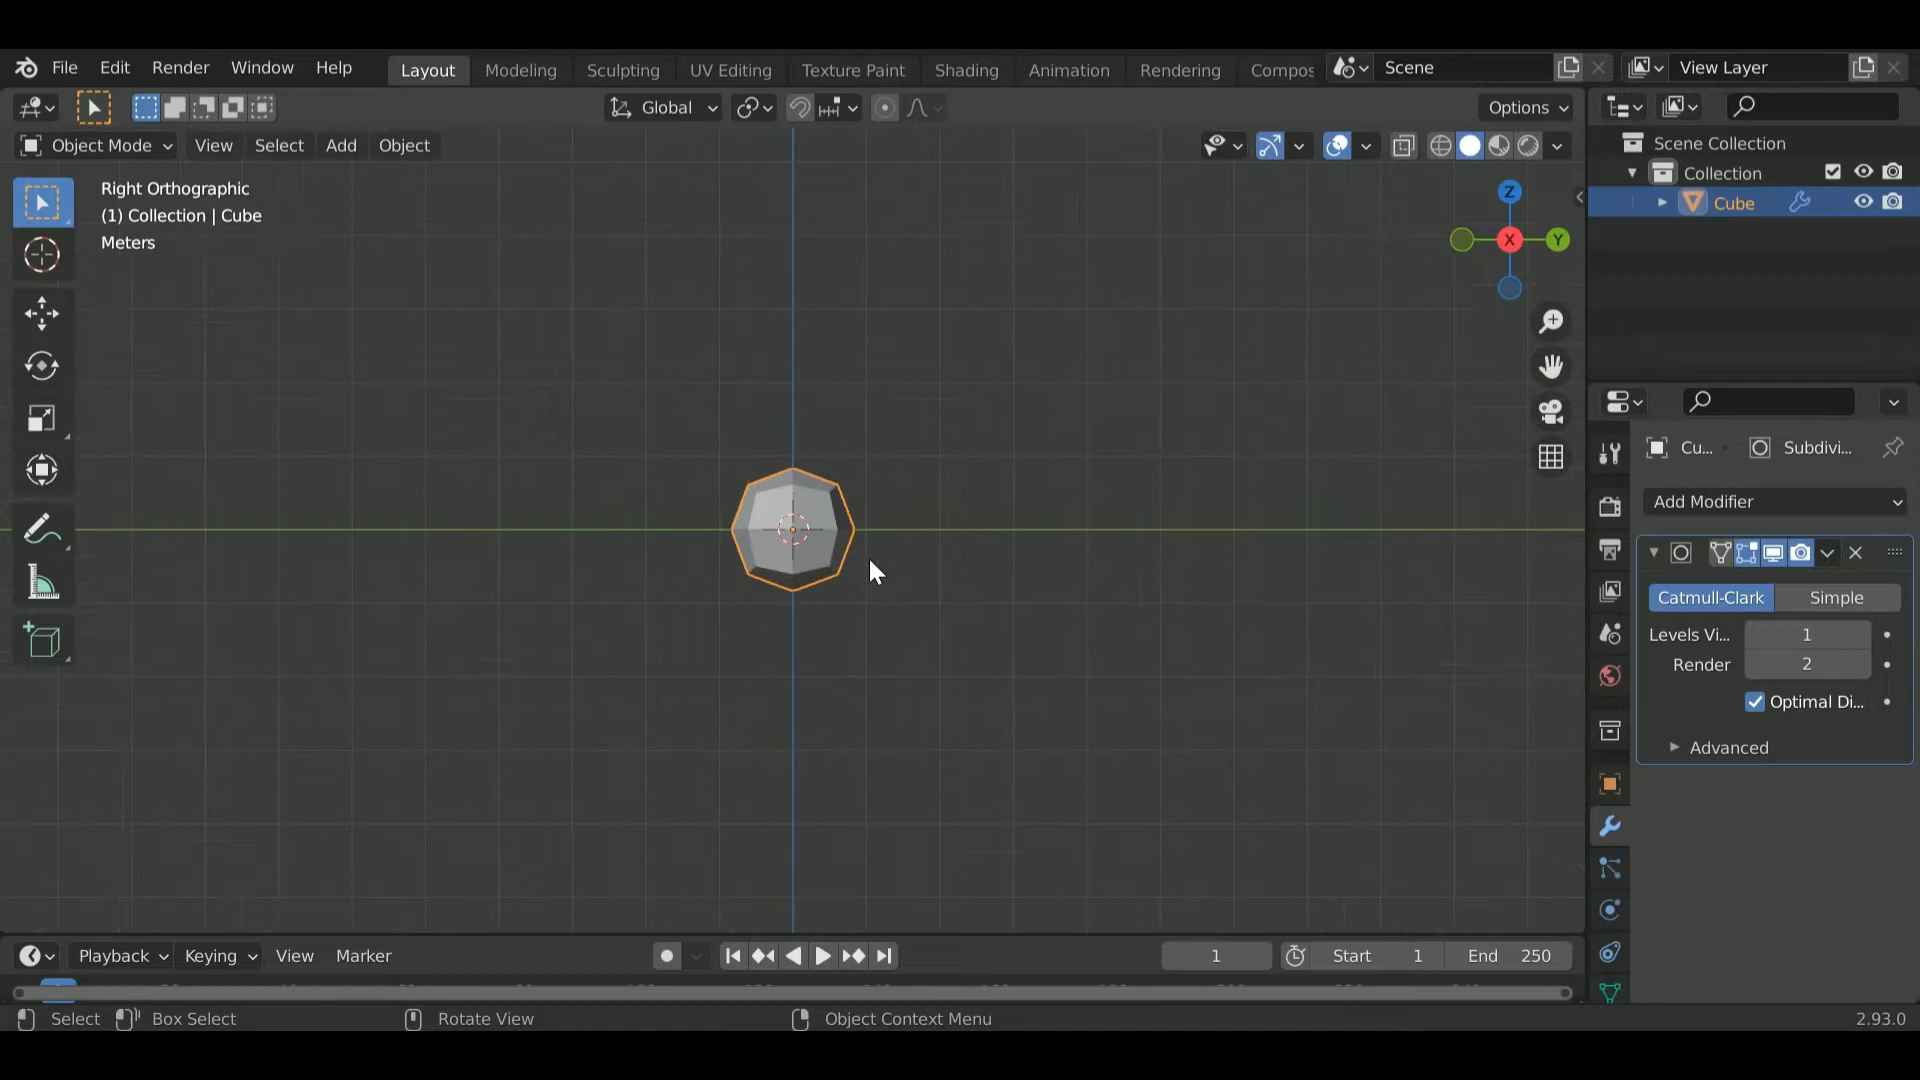 File Edit Render Window Help Layout Modeling Sculpting UV Editing Texture Paint Shading Animation Rendering Compos Scene View Layer
Global Options
Object Mode View Select Add Object
Right Orthographic
(1) Collection | Cube
Meters
Z
X
Y
Scene Collection
Collection
Cube
Cu... Subdivi...
Add Modifier
Catmull-Clark Simple
Levels Vi... 1
Render 2
Optimal Di...
Advanced
Playback Keying View Marker 1 Start 1 End 250
Select Box Select Rotate View Object Context Menu 2.93.0